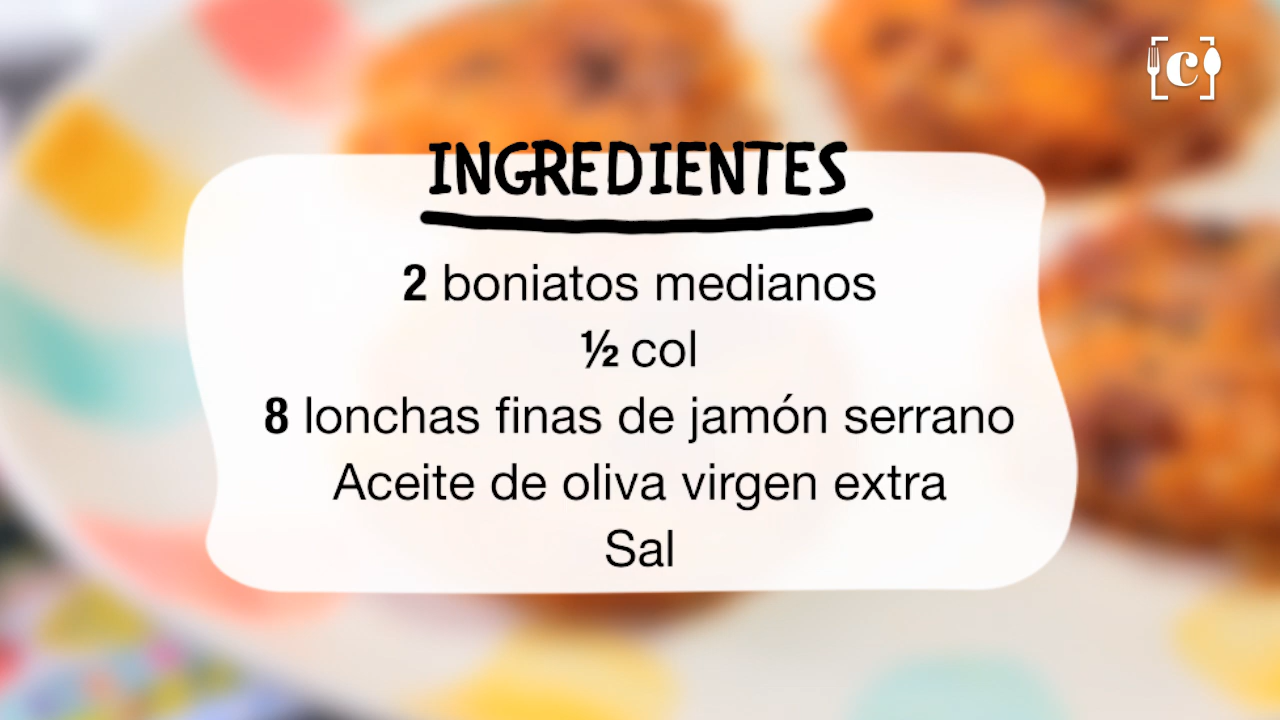 c
INGREDIENTES
2 boniatos medianos
½ col
8 lonchas finas de jamón serrano
Aceite de oliva virgen extra
Sal